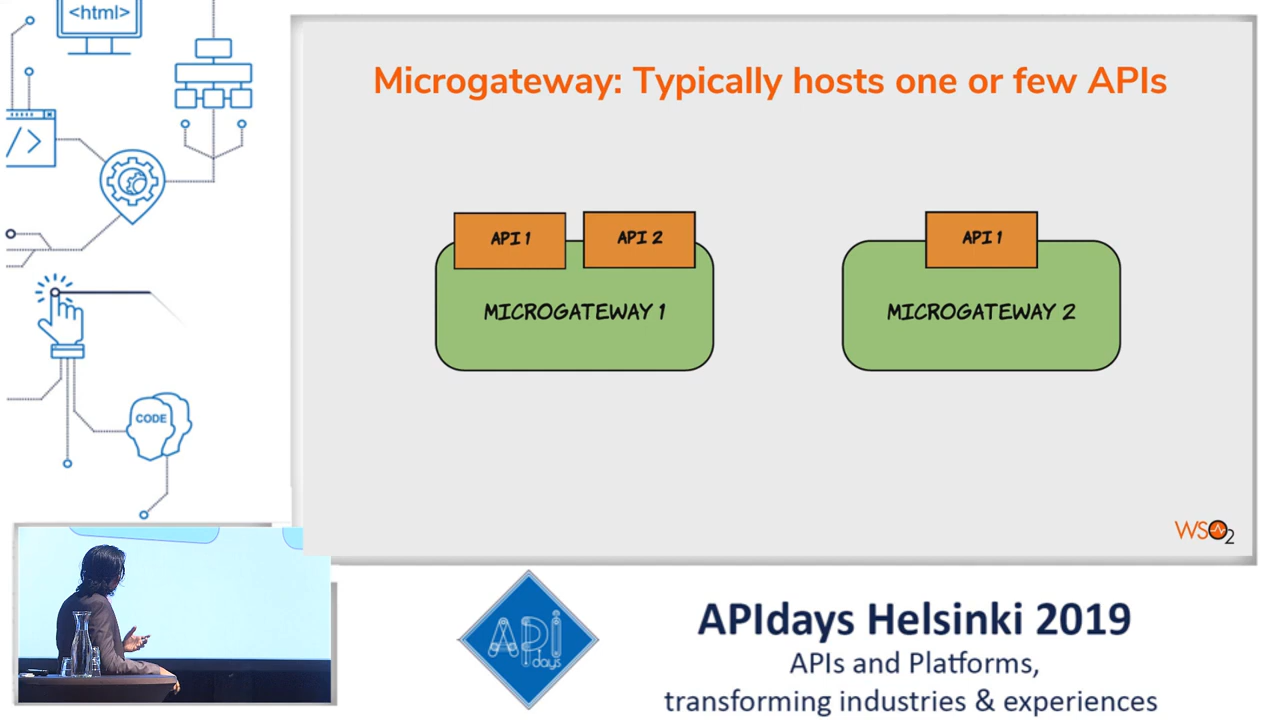 <html>
</>
CODE
Microgateway: Typically hosts one or few APIs
API 1
API 2
MICROGATEWAY 1
API 1
MICROGATEWAY 2
WSO2
API
days
APIdays Helsinki 2019
APIs and Platforms,
transforming industries & experiences